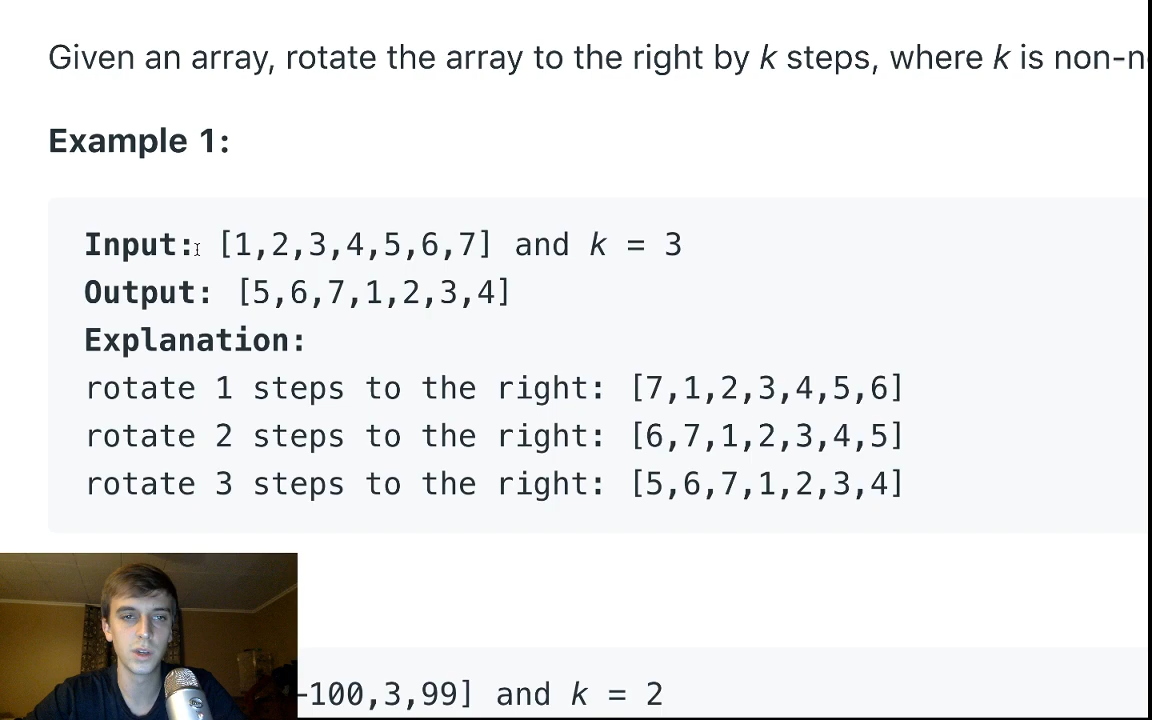 Given an array, rotate the array to the right by k steps, where k is non-n
Example 1:
Input: [1,2,3,4,5,6,7] and k = 3
Output: [5,6,7,1,2,3,4]
Explanation:
rotate 1 steps to the right: [7,1,2,3,4,5,6]
rotate 2 steps to the right: [6,7,1,2,3,4,5]
rotate 3 steps to the right: [5,6,7,1,2,3,4]
-100,3,99] and k = 2